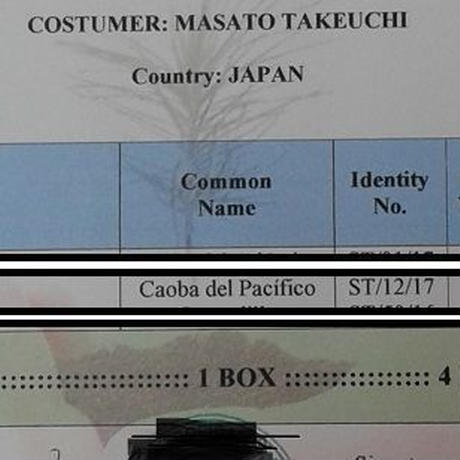 COSTUMER: MASATO TAKEUCHI
Country: JAPAN
Common Name
Identity No.
Caoba del Pacífico ST/12/17
:::::::::::::::::: 1 BOX :::::::::::::::::: 4